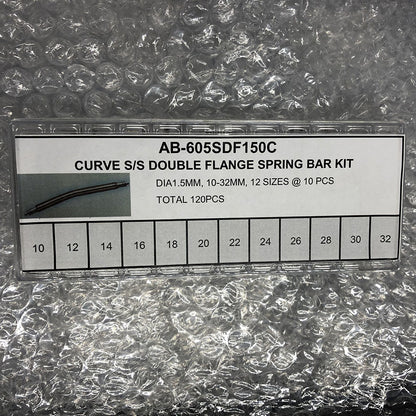 AB-605SDF150C
CURVE S/S DOUBLE FLANGE SPRING BAR KIT
DIA1.5MM, 10-32MM, 12 SIZES @ 10 PCS
TOTAL 120PCS
10 12 14 16 18 20 22 24 26 28 30 32